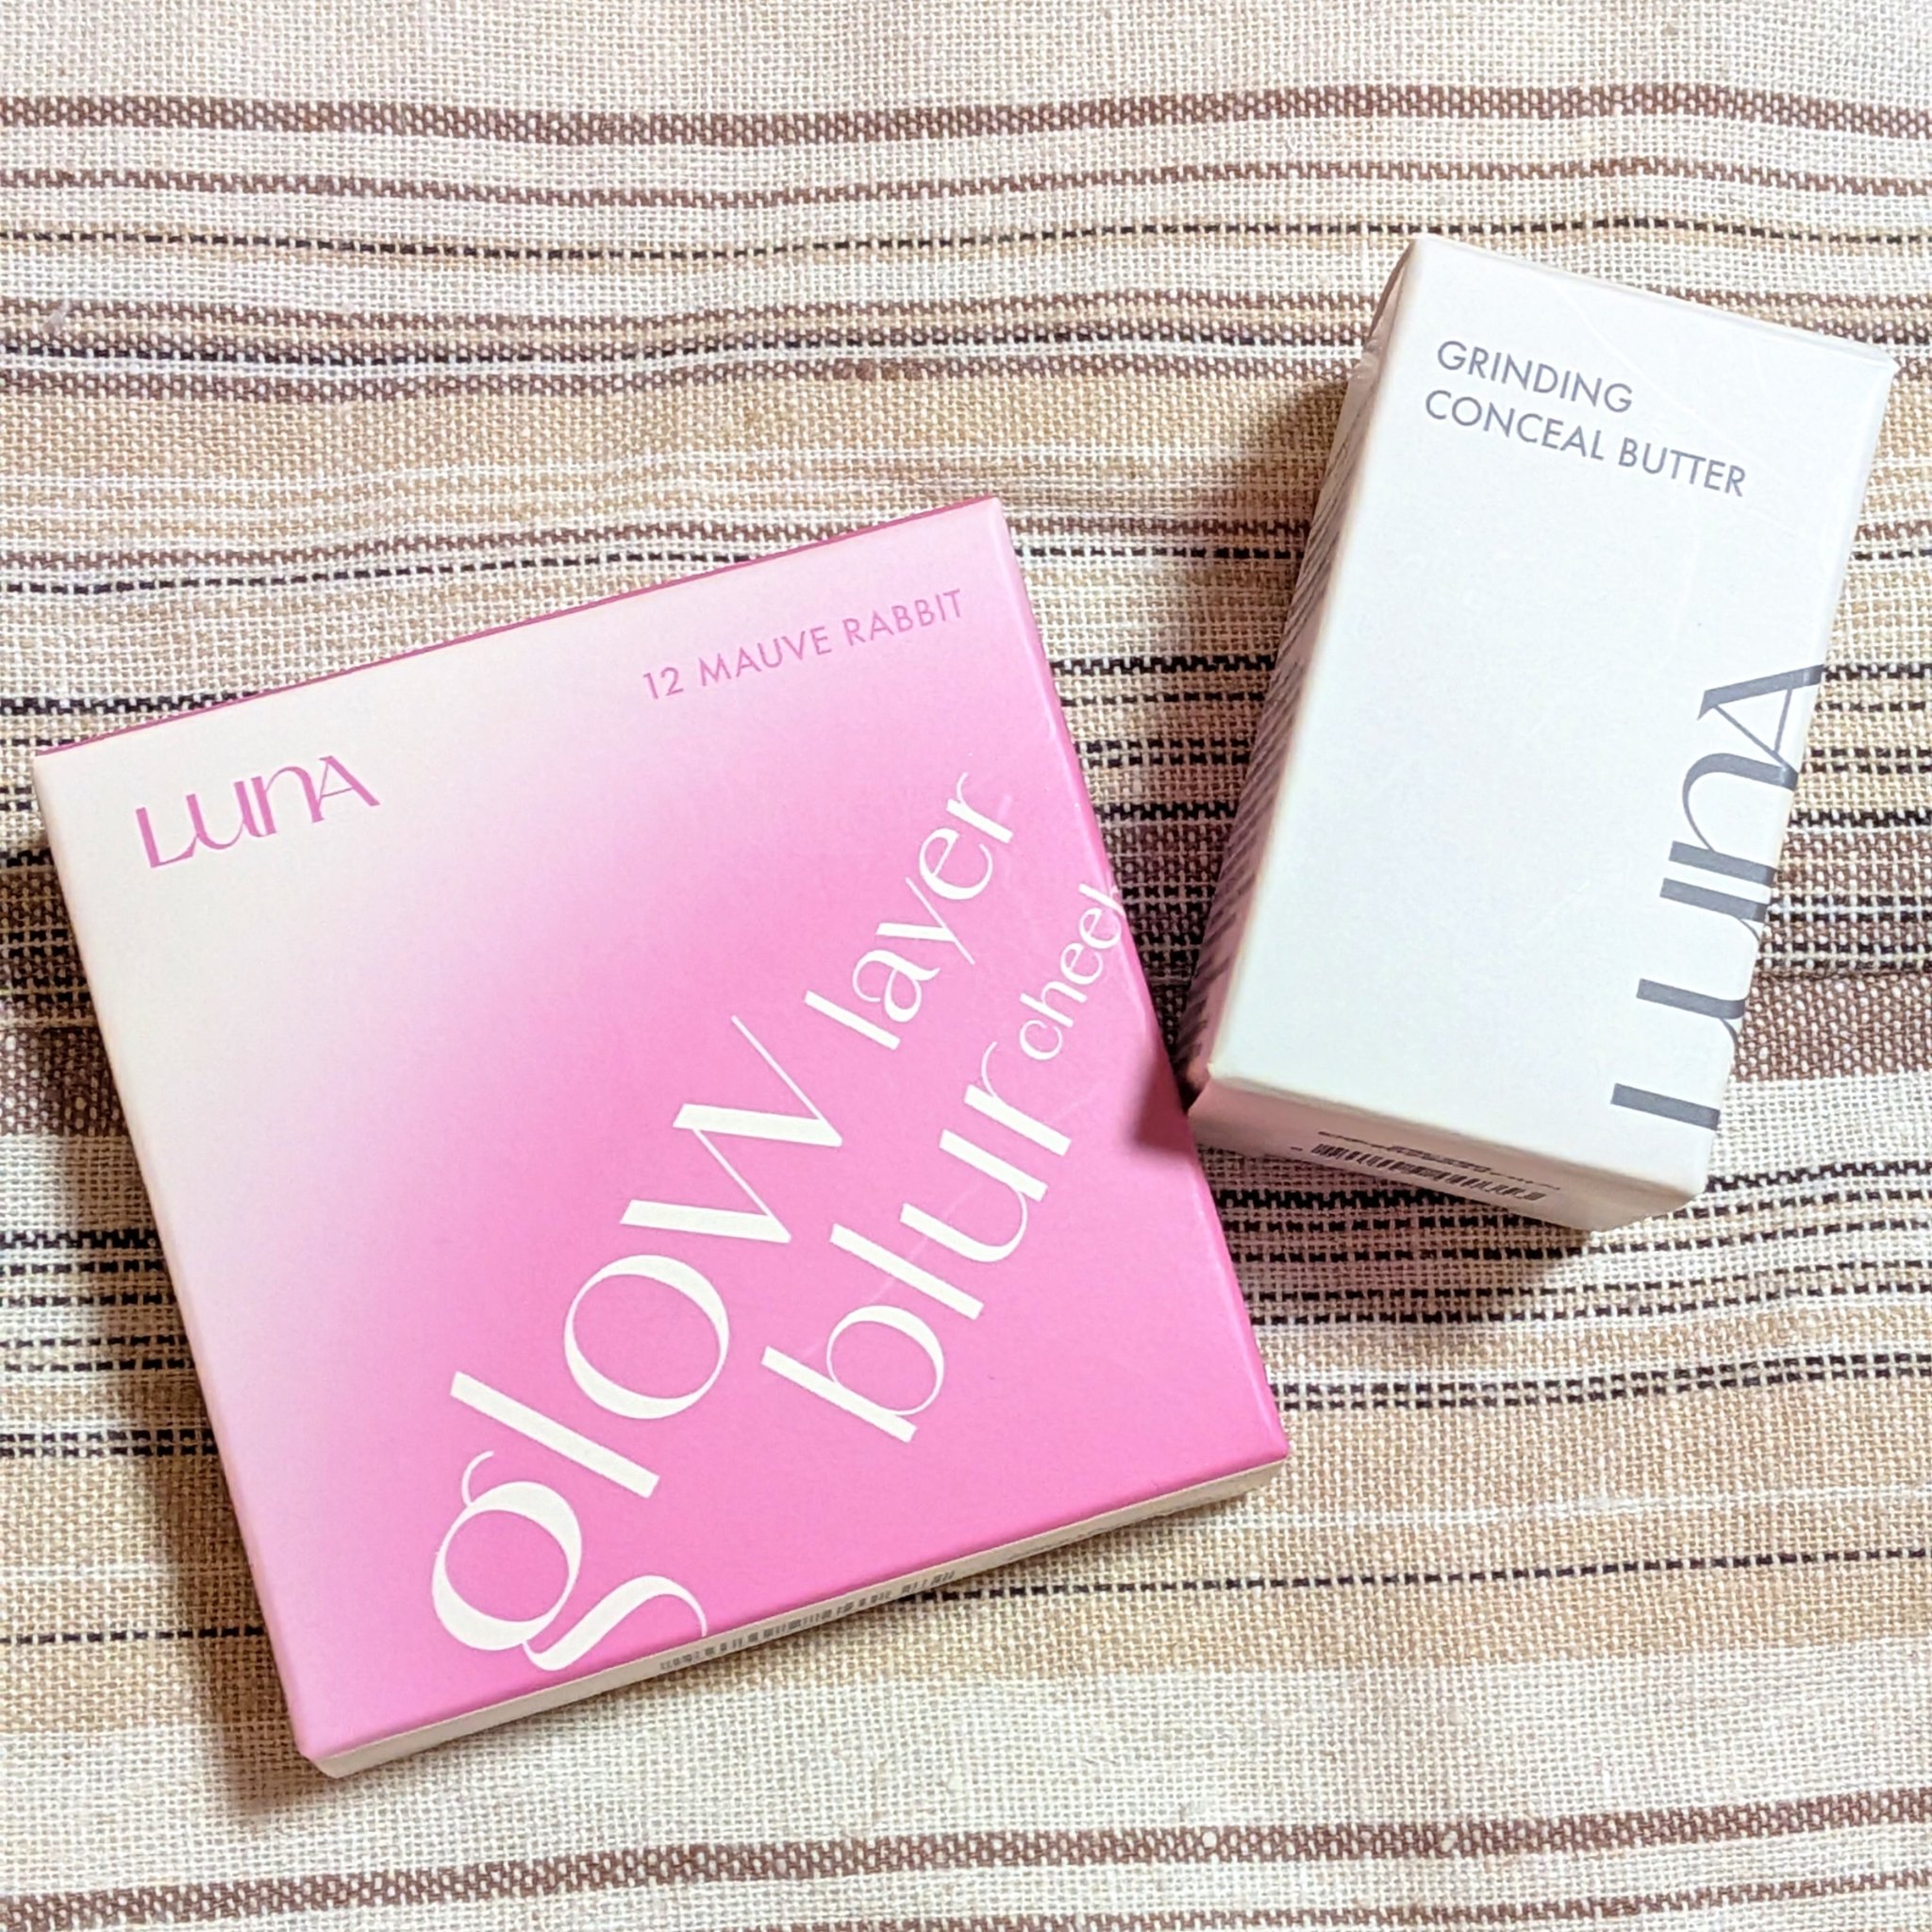 LUNA
12 MAUVE RABBIT
glow layer
blur cheek
GRINDING
CONCEAL BUTTER
LUNA